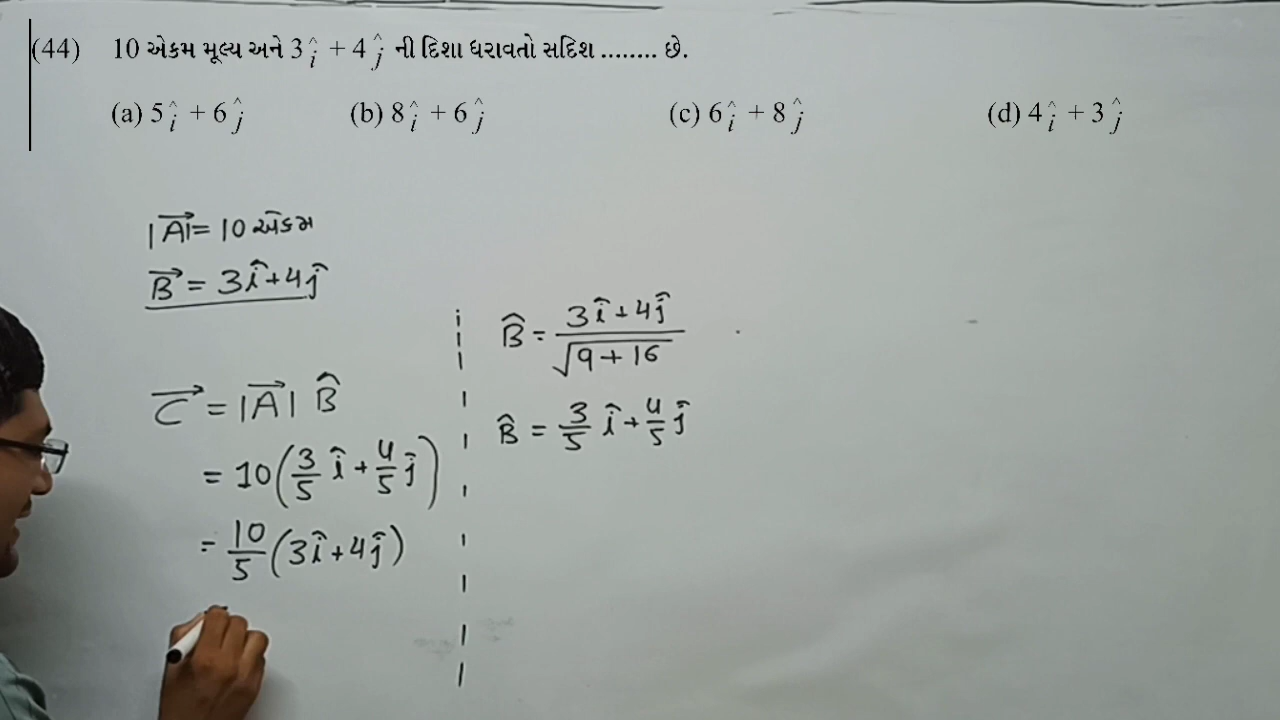 (44) 10 એકમ મૂલ્ય અને 3î + 4ĵ ની દિશા ધરાવતો સદિશ ........ છે.
(a) 5î + 6ĵ (b) 8î + 6ĵ (c) 6î + 8ĵ (d) 4î + 3ĵ
|A⃗| = 10 એકમ
B⃗ = 3î + 4ĵ
C⃗ = |A⃗| B̂
= 10(3/5 î + 4/5 ĵ)
= 10/5 (3î + 4ĵ)
B̂ = 3î + 4ĵ / √9 + 16
B̂ = 3/5 î + 4/5 ĵ